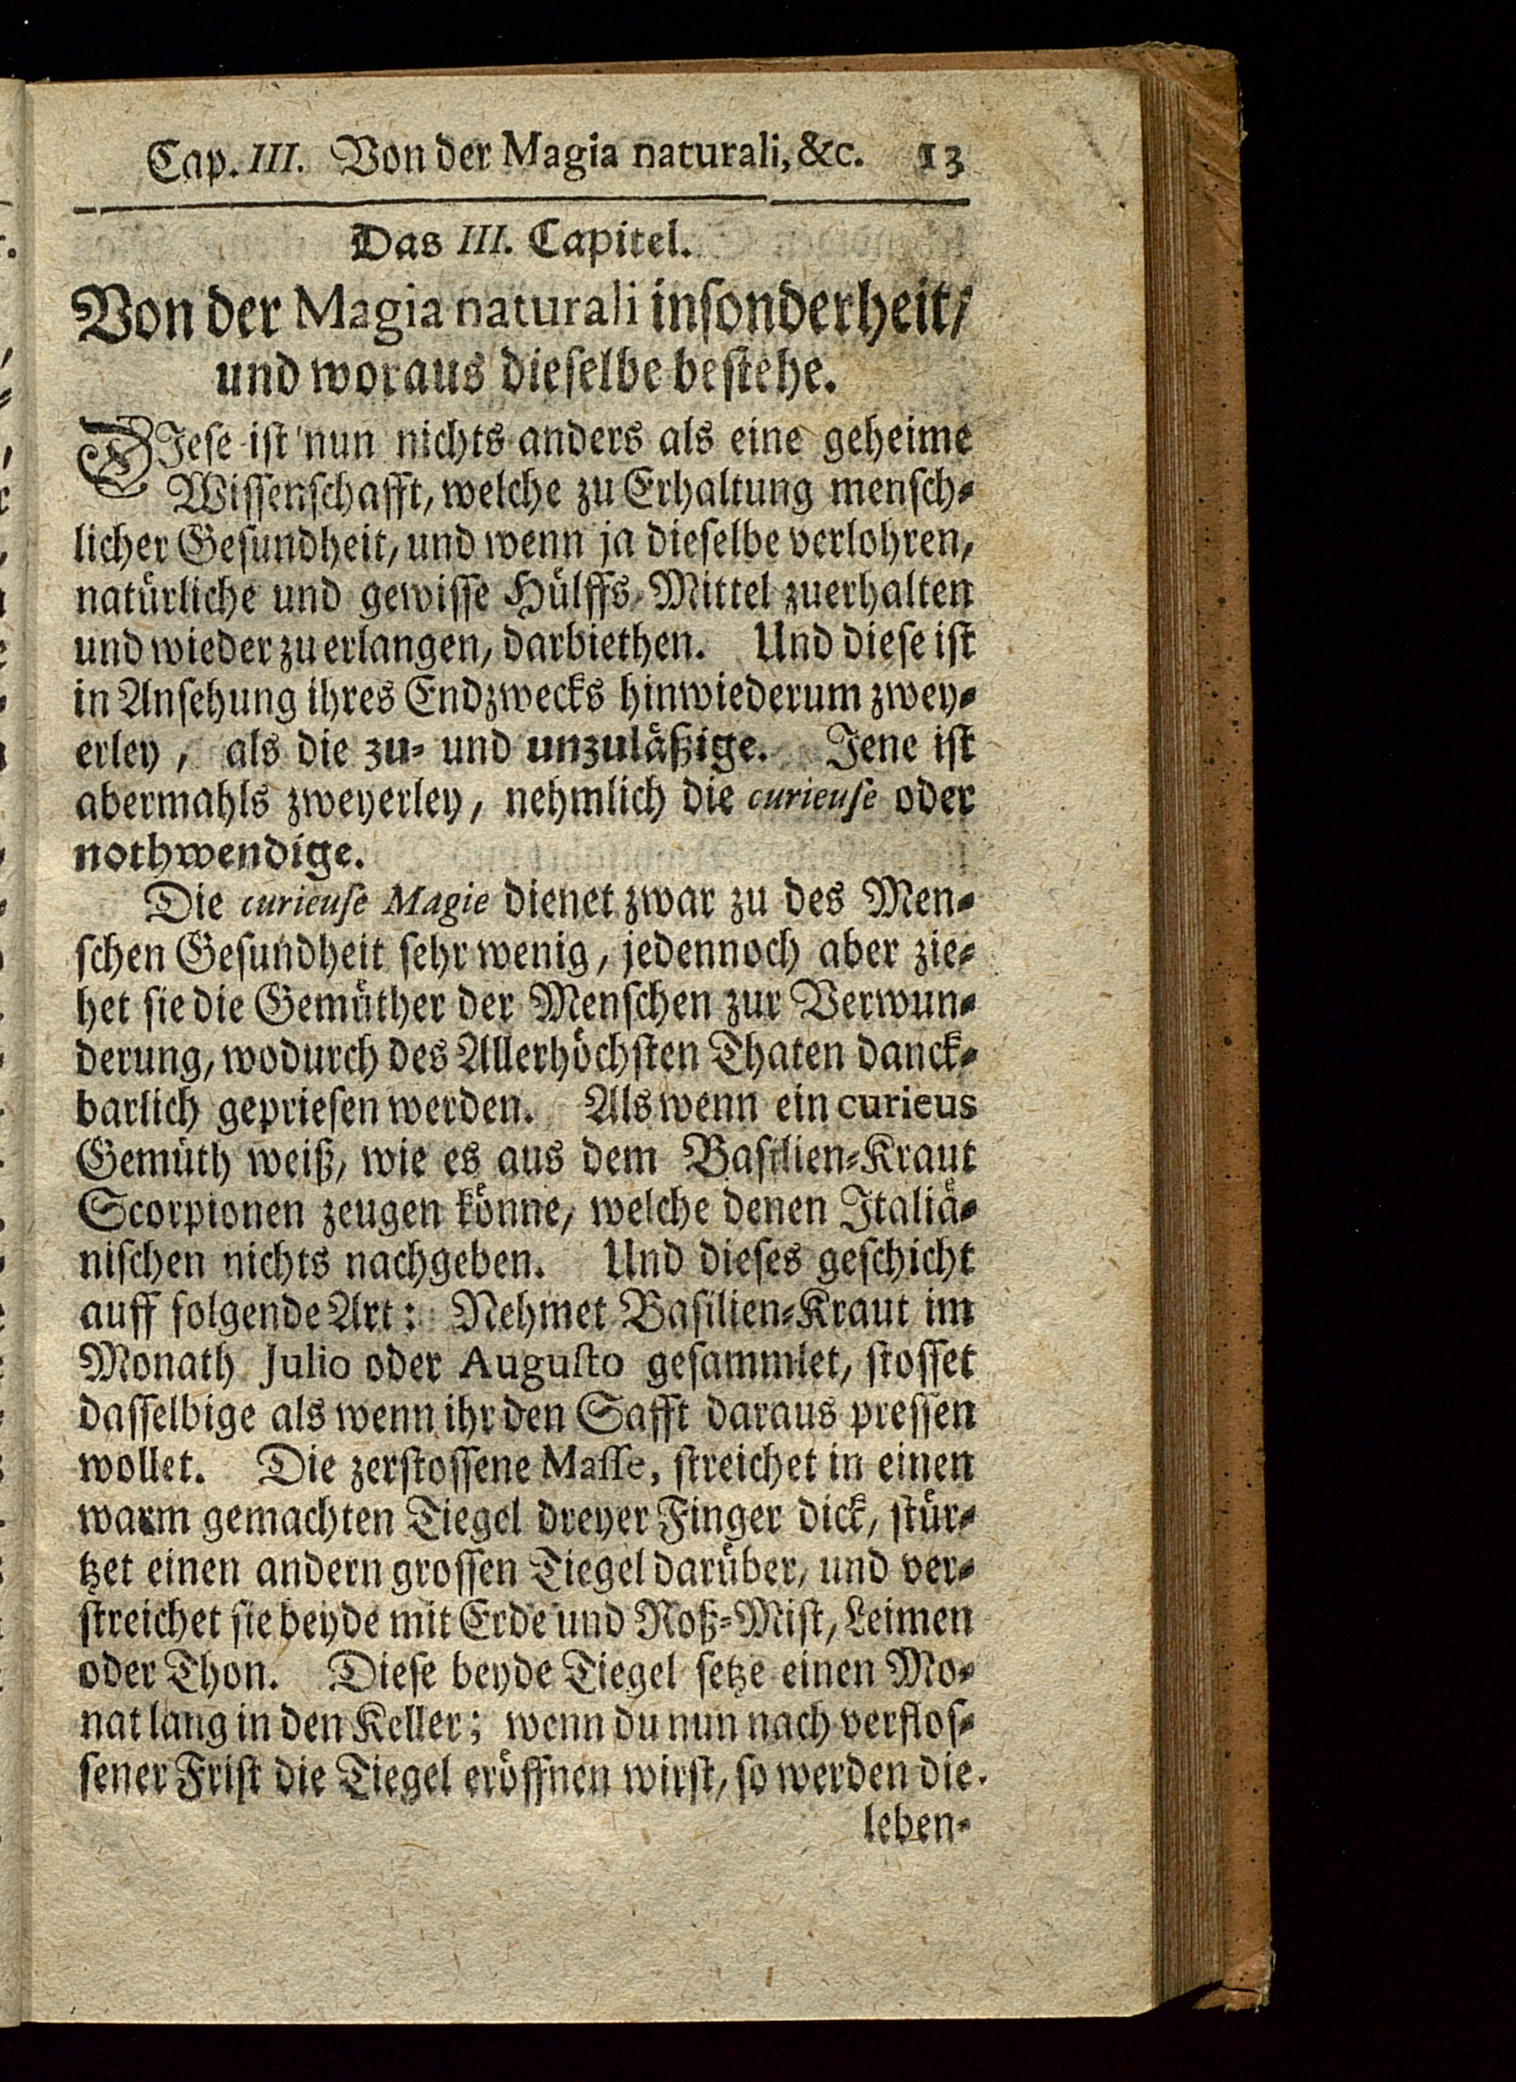 Cap. III. Von der Magia naturali, &c. 13
Das III. Capitel.
Von der Magia naturali inſonderheit/
und woraus dieſelbe beſtehe.
DIeſe iſt nun nichts anders als eine geheime
Wiſſenſchafft, welche zu Erhaltung menſch⸗
licher Geſundheit, und wenn ja dieſelbe verlohren,
natürliche und gewiſſe Hülffs⸗Mittel zuerhalten
und wieder zu erlangen, darbiethen. Und dieſe iſt
in Anſehung ihres Endzwecks hinwiederum zwey⸗
erley, als die zu⸗ und unzuläßige. Jene iſt
abermahls zweyerley, nehmlich die curieuſe oder
nothwendige.
Die curieuſe Magie dienet zwar zu des Men⸗
ſchen Geſundheit ſehr wenig, jedennoch aber zie⸗
het ſie die Gemüther der Menſchen zur Verwun⸗
derung, wodurch des Allerhöchſten Thaten danck⸗
barlich geprieſen werden. Als wenn ein curieus
Gemüth weiß, wie es aus dem Baſilien⸗Kraut
Scorpionen zeugen könne, welche denen Italiä⸗
niſchen nichts nachgeben. Und dieſes geſchicht
auff folgende Art: Nehmet Baſilien⸗Kraut im
Monath Julio oder Auguſto geſammlet, ſtoſſet
daſſelbige als wenn ihr den Safft daraus preſſen
wollet. Die zerſtoſſene Maſſe, ſtreichet in einen
warm gemachten Tiegel dreyer Finger dick, ſtür⸗
tzet einen andern groſſen Tiegel darüber, und ver⸗
ſtreichet ſie beyde mit Erde und Roß⸗Miſt, Leimen
oder Thon. Dieſe beyde Tiegel ſetze einen Mo⸗
nat lang in den Keller; wenn du nun nach verfloſ⸗
ſener Friſt die Tiegel eröffnen wirſt, ſo werden die
leben⸗